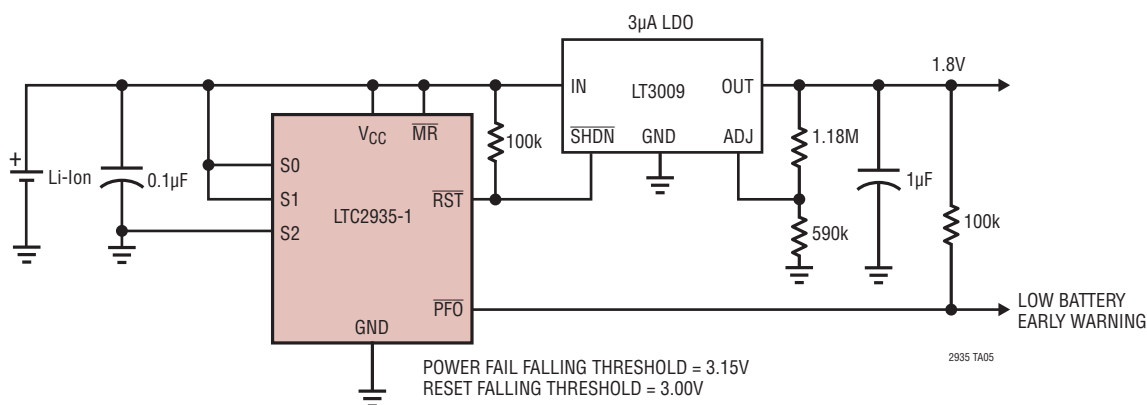 3µA LDO
1.8V
IN
LT3009
OUT
SHDN
GND
ADJ
1.18M
590k
1µF
100k
VCC
MR
100k
+
Li-Ion
0.1µF
S0
S1
S2
LTC2935-1
RST
PFO
GND
LOW BATTERY
EARLY WARNING
POWER FAIL FALLING THRESHOLD = 3.15V
RESET FALLING THRESHOLD = 3.00V
2935 TA05